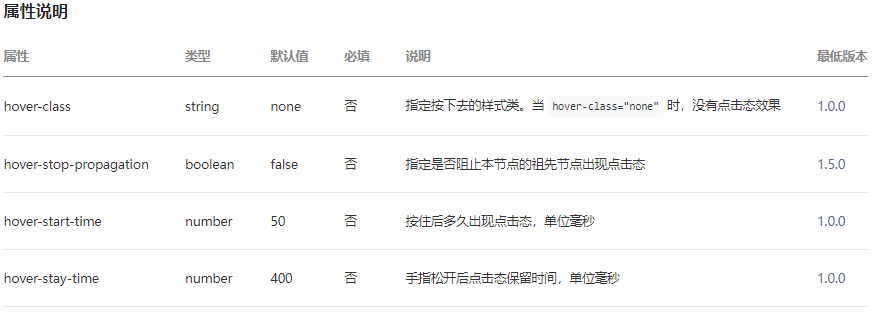 属性说明
属性 类型 默认值 必填 说明 最低版本
hover-class string none 否 指定按下去的样式类。当 hover-class="none" 时，没有点击态效果 1.0.0
hover-stop-propagation boolean false 否 指定是否阻止本节点的祖先节点出现点击态 1.5.0
hover-start-time number 50 否 按住后多久出现点击态，单位毫秒 1.0.0
hover-stay-time number 400 否 手指松开后点击态保留时间，单位毫秒 1.0.0